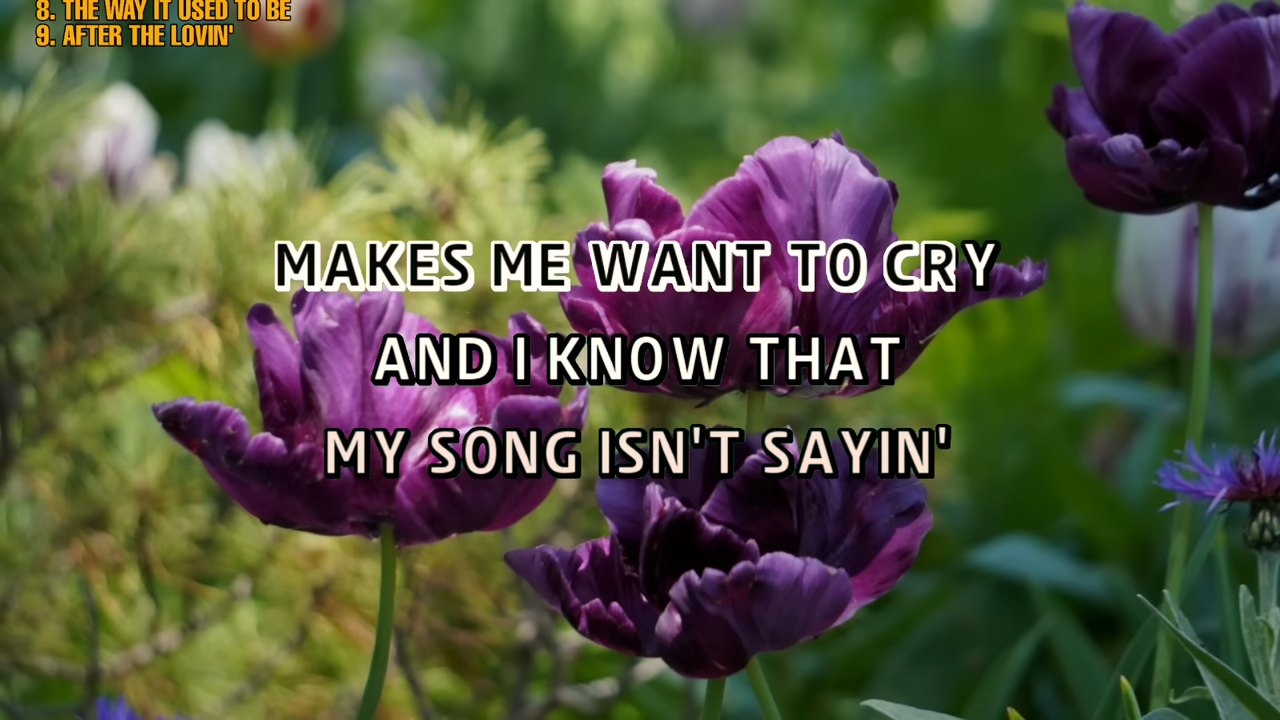 8. THE WAY IT USED TO BE
9. AFTER THE LOVIN'
MAKES ME WANT TO CRY
AND I KNOW THAT
MY SONG ISN'T SAYIN'